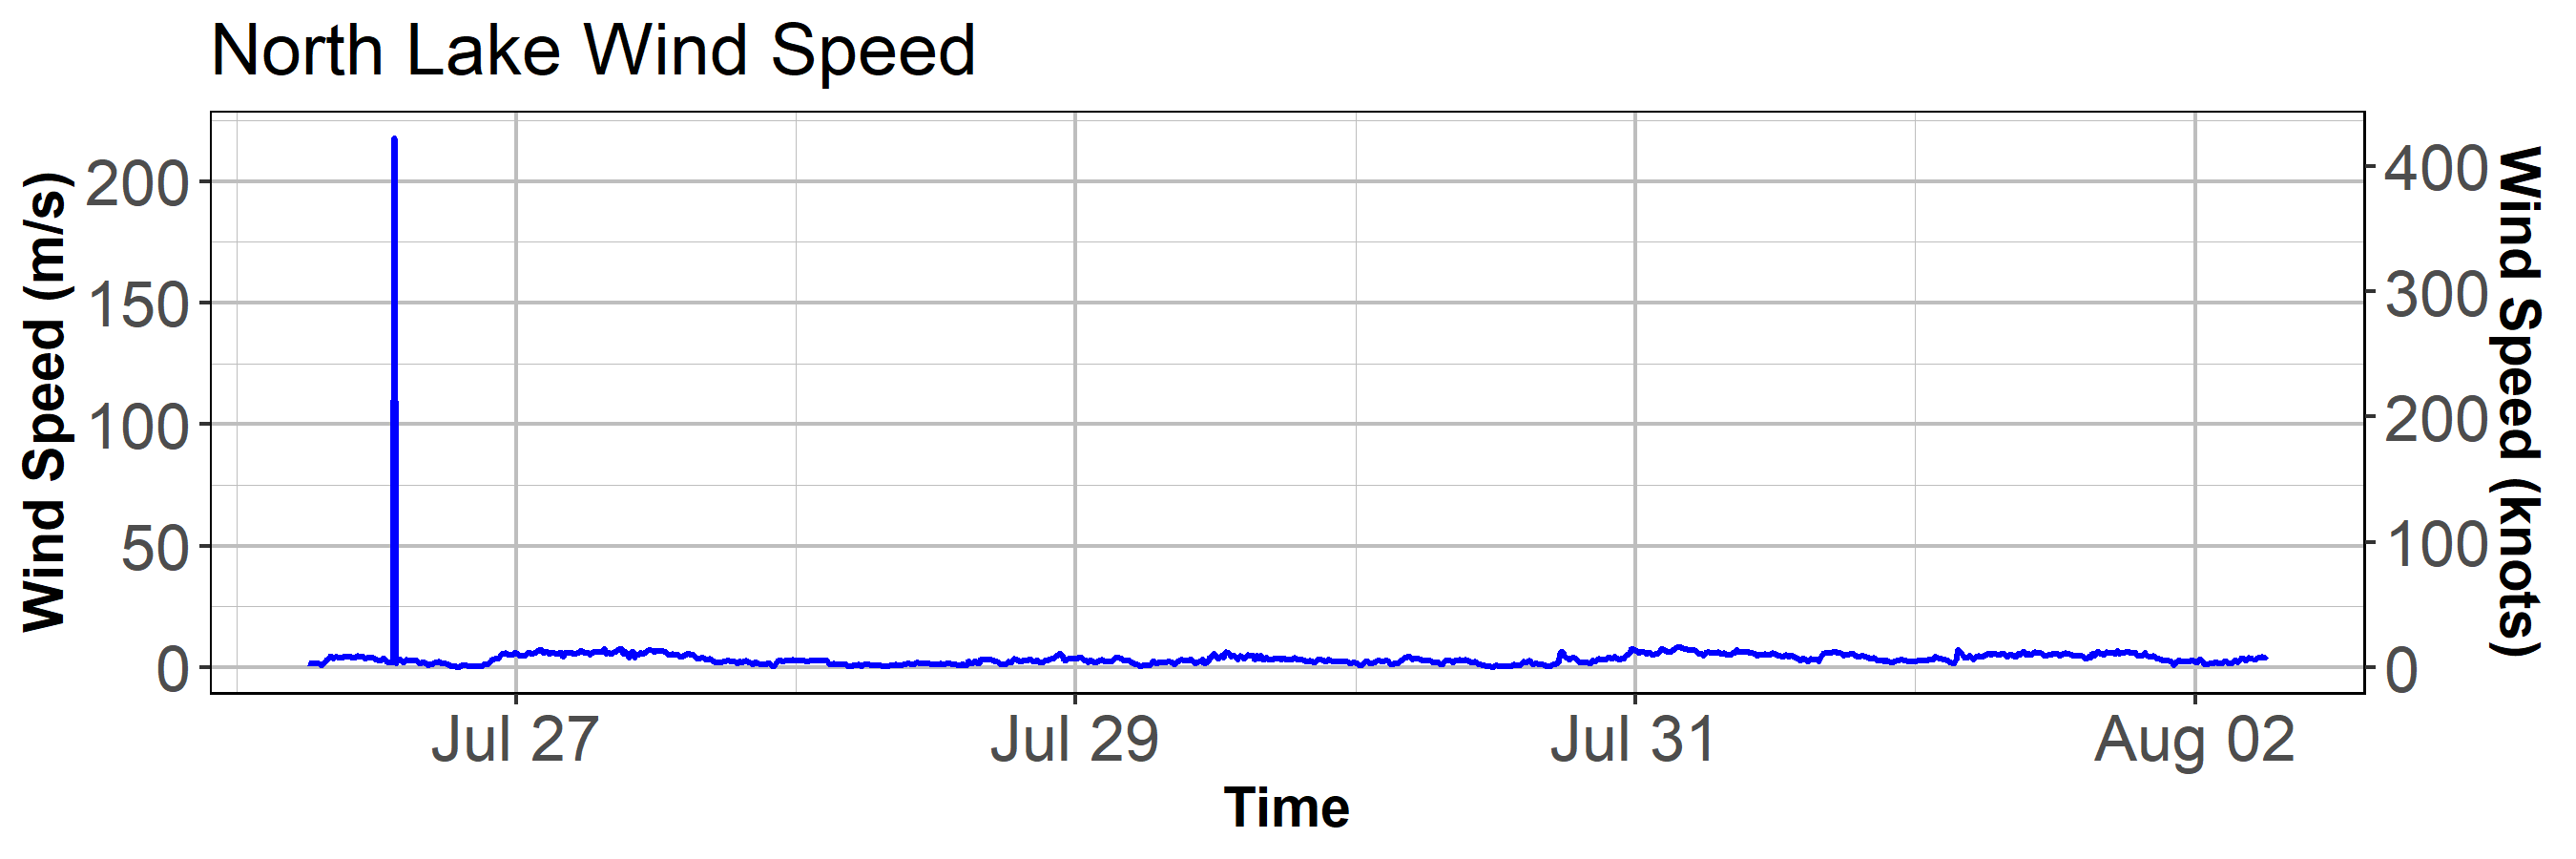 North Lake Wind Speed
Wind Speed (m/s)
200
150
100
50
0
400
300
200
100
0
Wind Speed (knots)
Jul 27
Jul 29
Jul 31
Aug 02
Time